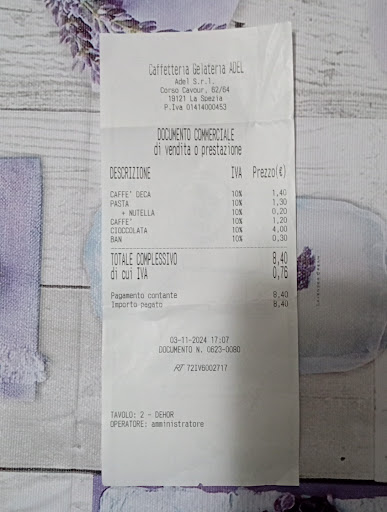 Caffetteria Gelateria ADEL
Adel S.r.l.
Corso Cavour, 62/64
19121 La Spezia
P.Iva 01414000453
DOCUMENTO COMMERCIALE
di vendita o prestazione
DESCRIZIONE IVA Prezzo(€)
CAFFE' DECA 10% 1,40
PASTA 10% 1,30
+ NUTELLA 10% 0,20
CAFFE' 10% 1,20
CIOCCOLATA 10% 4,00
BAN 10% 0,30
TOTALE COMPLESSIVO 8,40
di cui IVA 0,76
Pagamento contante 8,40
Importo pagato 8,40
03-11-2024 17:07
DOCUMENTO N. 0623-0080
RT 72IV6002717
TAVOLO: 2 - DEHOR
OPERATORE: amministratore